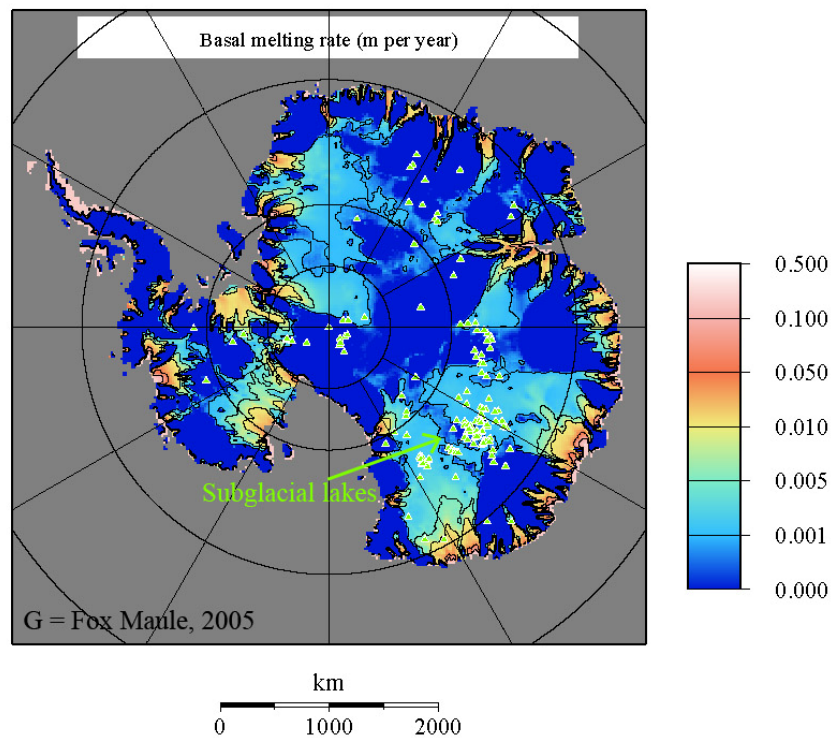 Basal melting rate (m per year)
0.500
0.100
0.050
0.010
0.005
0.001
0.000
Subglacial lakes
G = Fox Maule, 2005
km
0 1000 2000